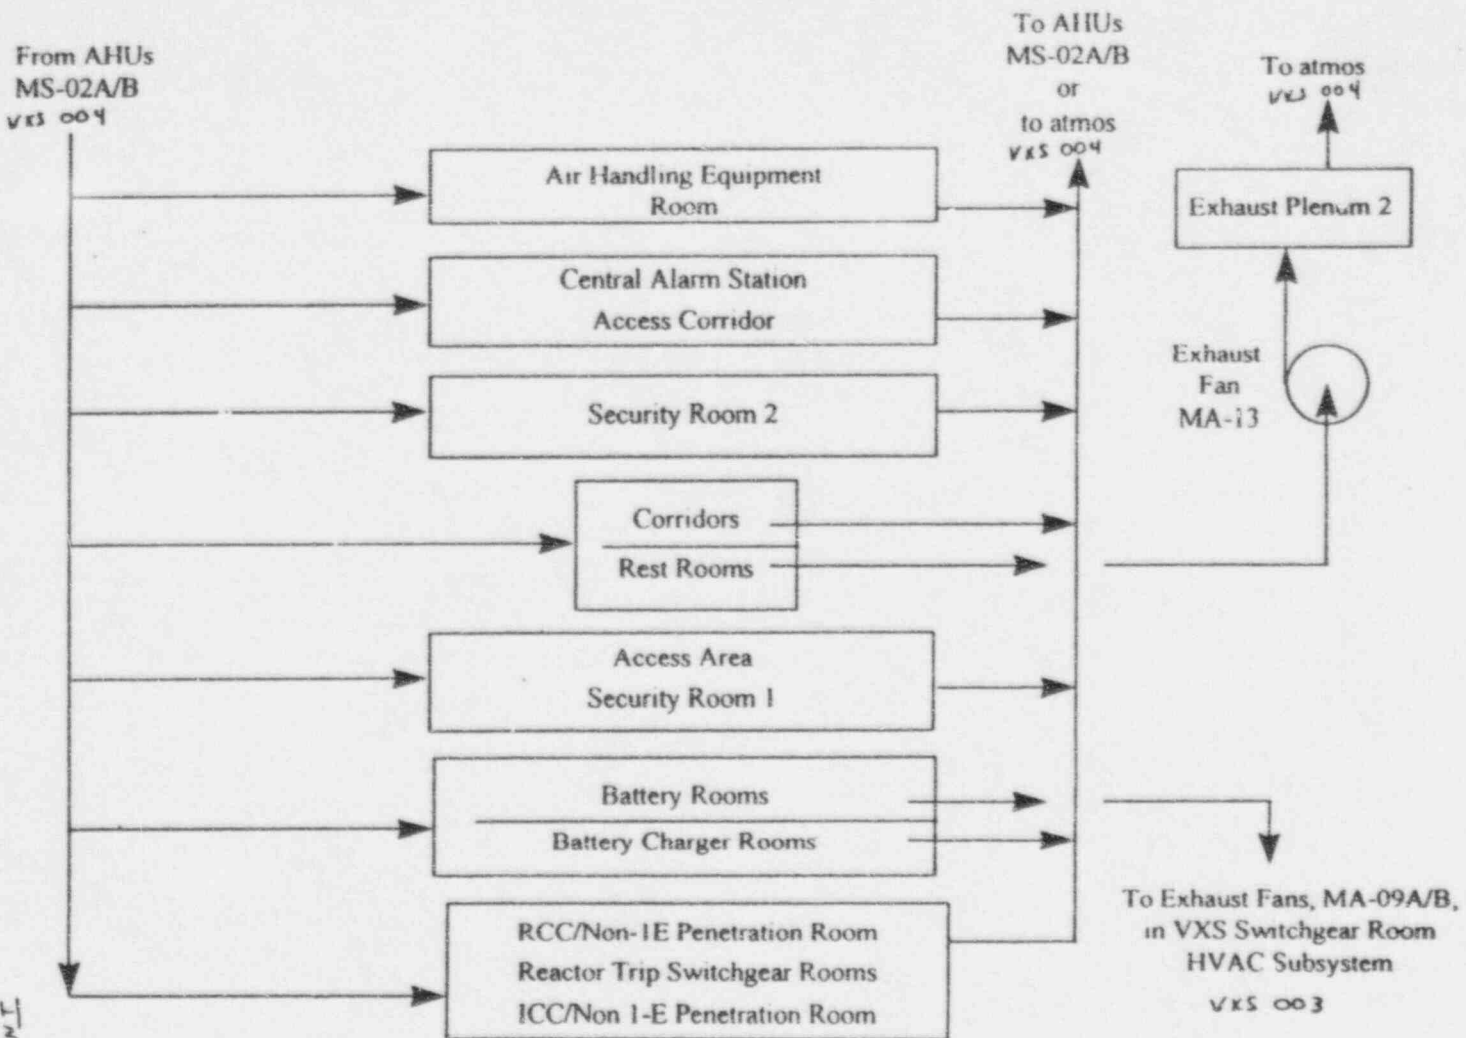 From AHUs
MS-02A/B
VXS 004
To AHUs
MS-02A/B
or
to atmos
VXS 004
To atmos
VXS 004
Air Handling Equipment
Room
Exhaust Plenum 2
Central Alarm Station
Access Corridor
Exhaust
Fan
MA-13
Security Room 2
Corridors
Rest Rooms
Access Area
Security Room 1
Battery Rooms
Battery Charger Rooms
To Exhaust Fans, MA-09A/B,
in VXS Switchgear Room
HVAC Subsystem
VXS 003
RCC/Non-1E Penetration Room
Reactor Trip Switchgear Rooms
ICC/Non 1-E Penetration Room